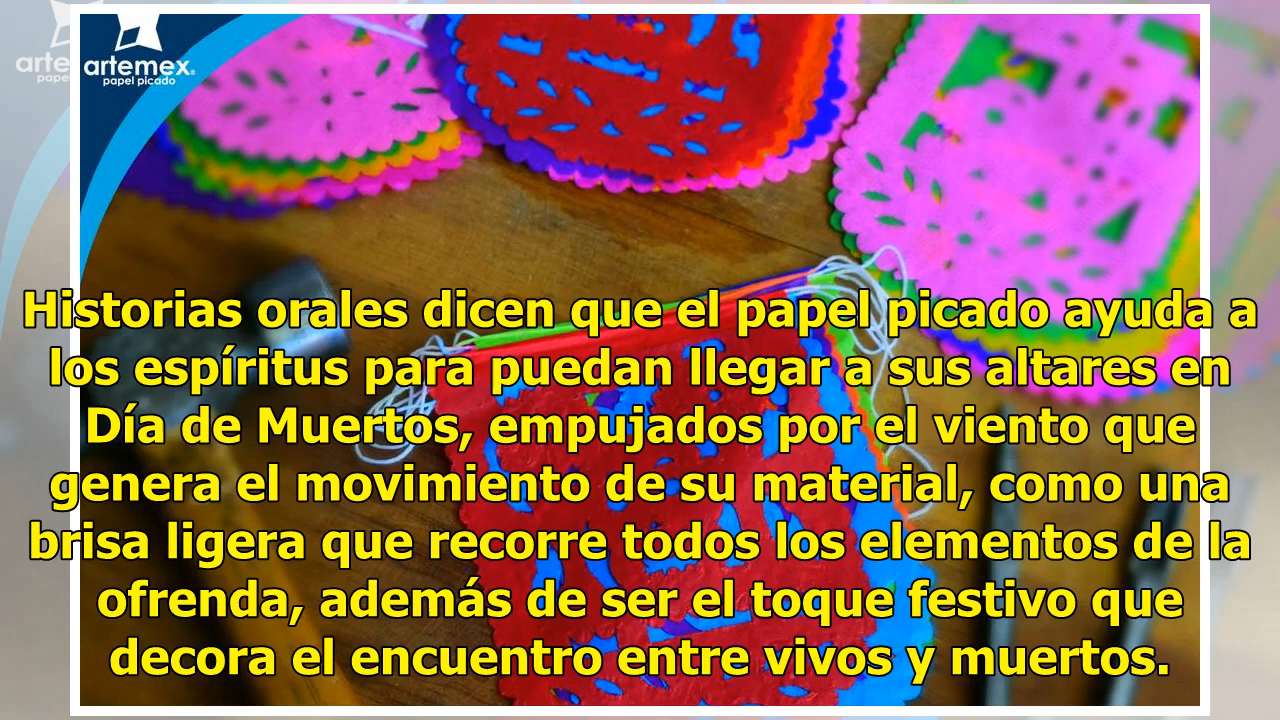 arte
pape
artemex®
papel picado
Historias orales dicen que el papel picado ayuda a
los espíritus para puedan llegar a sus altares en
Día de Muertos, empujados por el viento que
genera el movimiento de su material, como una
brisa ligera que recorre todos los elementos de la
ofrenda, además de ser el toque festivo que
decora el encuentro entre vivos y muertos.